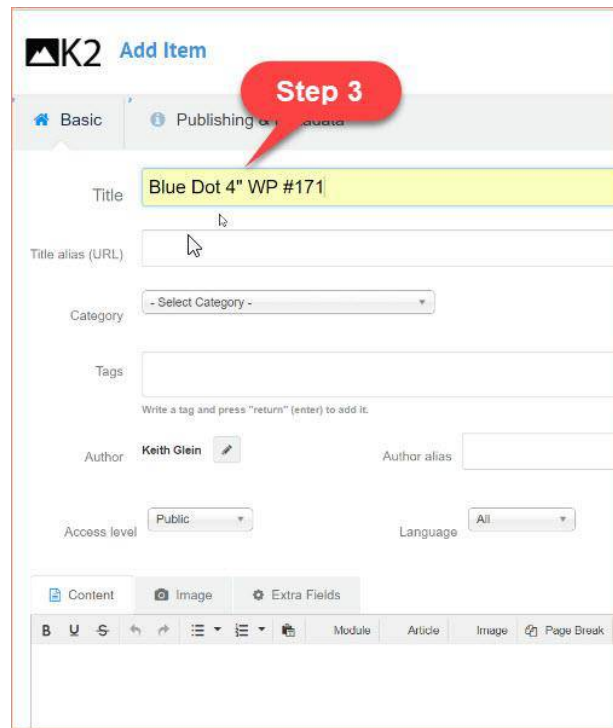 K2 Add Item
Step 3
Basic Publishing &
Title Blue Dot 4" WP #171
Title alias (URL)
Category - Select Category -
Tags
Write a tag and press "return" (enter) to add it.
Author Keith Glein Author alias
Access level Public Language All
Content Image Extra Fields
B U S Module Article Image Page Break